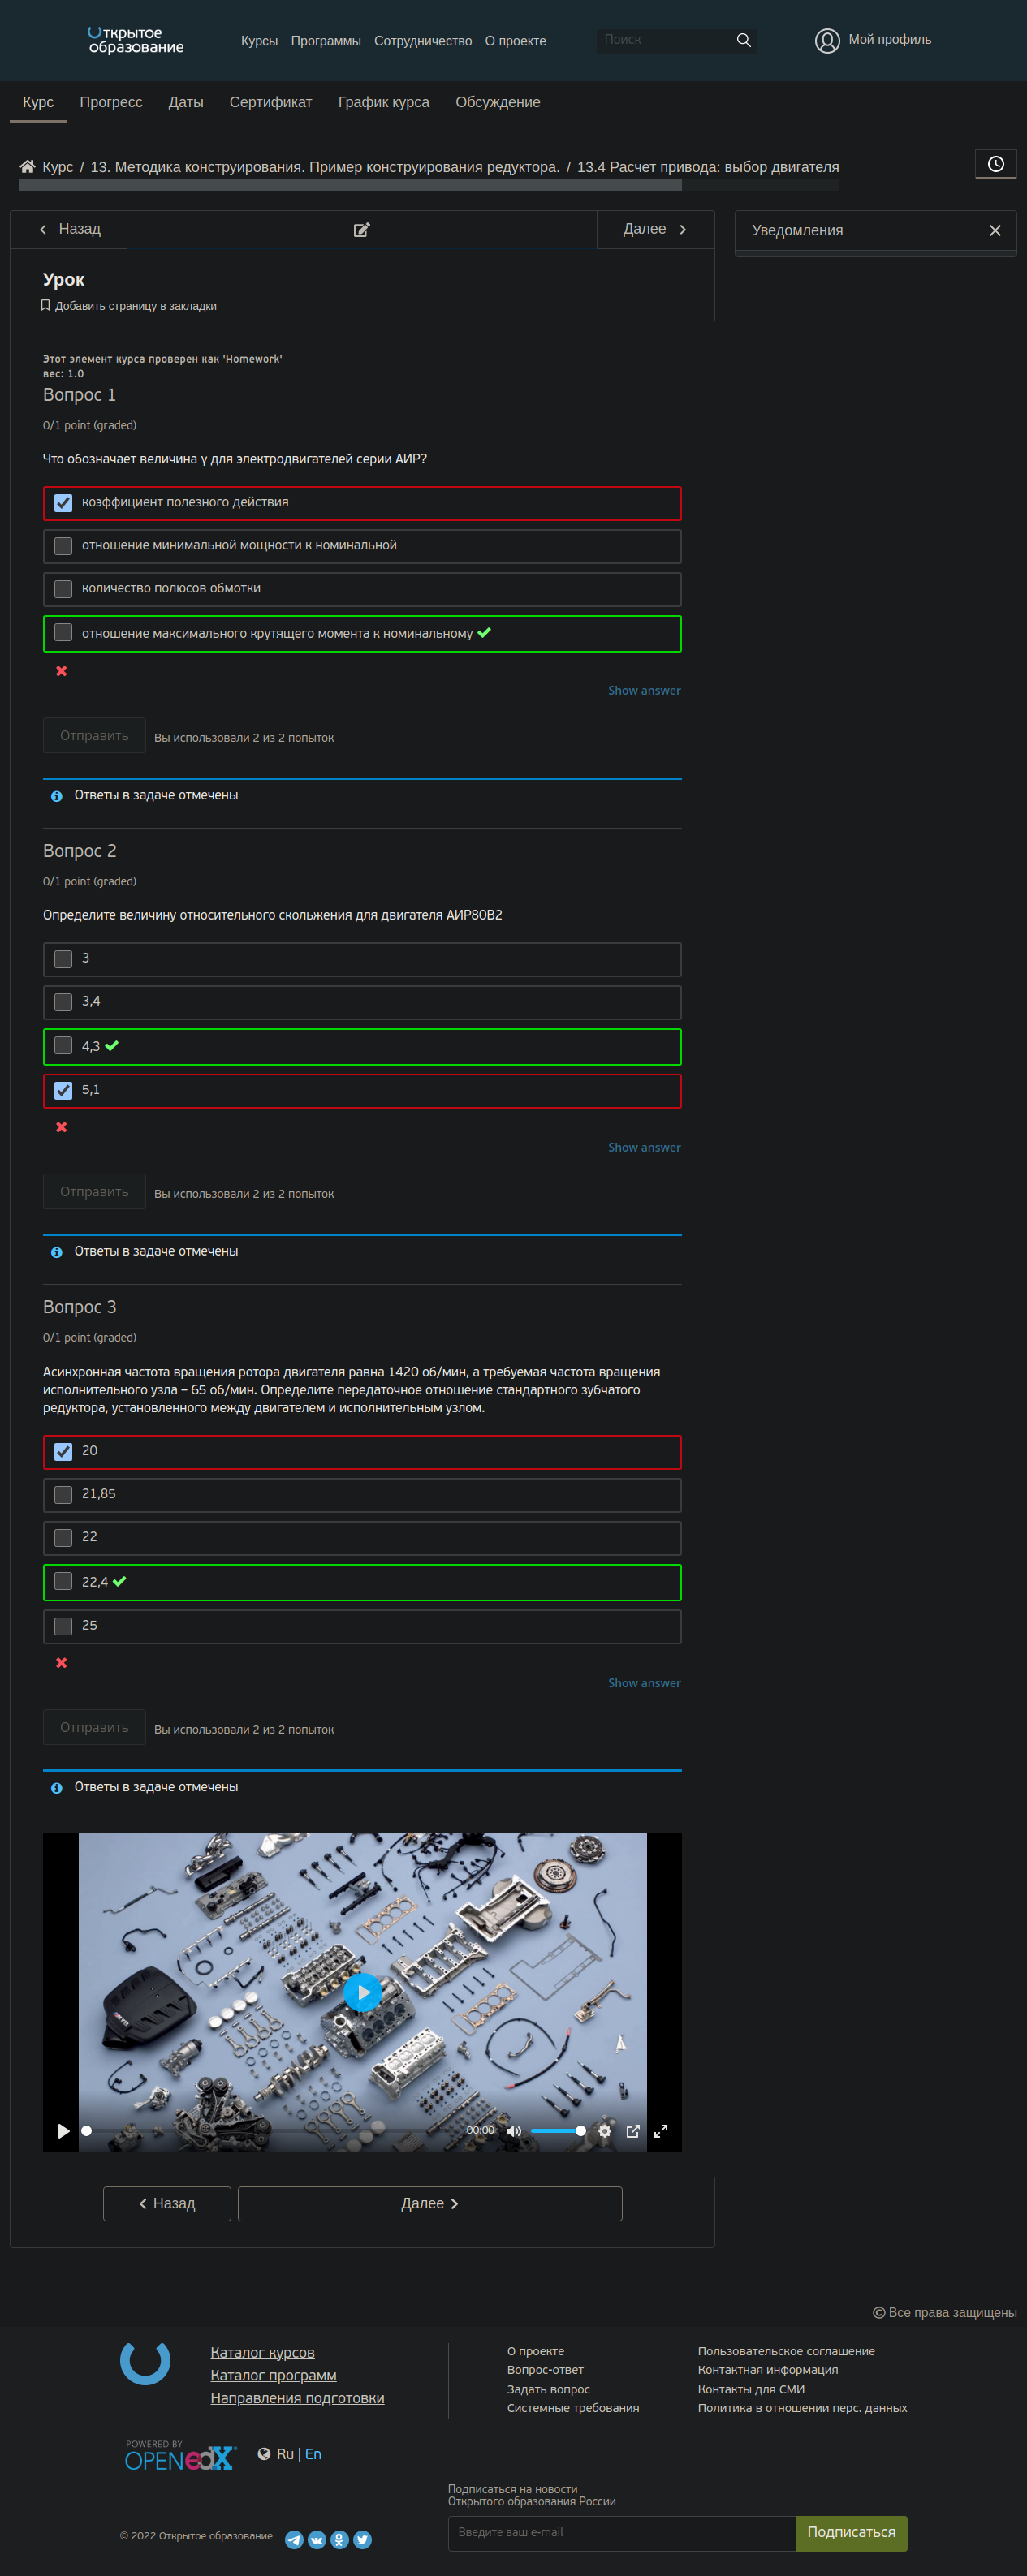 Открытое
образование
Курсы Программы Сотрудничество О проекте
Поиск
Мой профиль
Курс Прогресс Даты Сертификат График курса Обсуждение
Курс / 13. Методика конструирования. Пример конструирования редуктора. / 13.4 Расчет привода: выбор двигателя
Назад
Далее
Уведомления
Урок
Добавить страницу в закладки
Этот элемент курса проверен как 'Homework'
вес: 1.0
Вопрос 1
0/1 point (graded)
Что обозначает величина γ для электродвигателей серии АИР?
коэффициент полезного действия
отношение минимальной мощности к номинальной
количество полюсов обмотки
отношение максимального крутящего момента к номинальному
Show answer
Отправить
Вы использовали 2 из 2 попыток
Ответы в задаче отмечены
Вопрос 2
0/1 point (graded)
Определите величину относительного скольжения для двигателя АИР80В2
3
3,4
4,3
5,1
Show answer
Отправить
Вы использовали 2 из 2 попыток
Ответы в задаче отмечены
Вопрос 3
0/1 point (graded)
Асинхронная частота вращения ротора двигателя равна 1420 об/мин, а требуемая частота вращения
исполнительного узла – 65 об/мин. Определите передаточное отношение стандартного зубчатого
редуктора, установленного между двигателем и исполнительным узлом.
20
21,85
22
22,4
25
Show answer
Отправить
Вы использовали 2 из 2 попыток
Ответы в задаче отмечены
00:00
Назад
Далее
© Все права защищены
Каталог курсов
Каталог программ
Направления подготовки
О проекте
Вопрос-ответ
Задать вопрос
Системные требования
Пользовательское соглашение
Контактная информация
Контакты для СМИ
Политика в отношении перс. данных
POWERED BY
OPEN edX
Ru | En
Подписаться на новости
Открытого образования России
Введите ваш e-mail
Подписаться
© 2022 Открытое образование